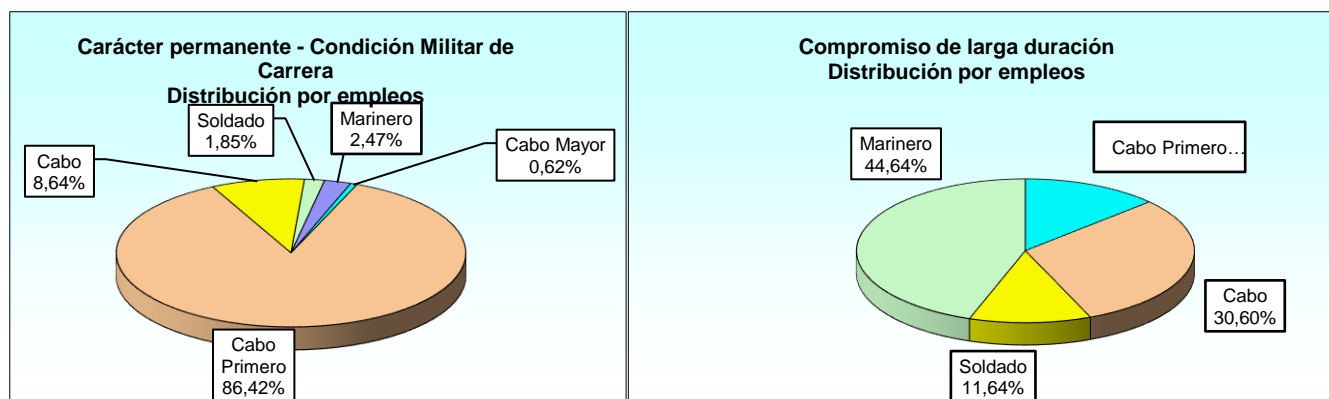 Carácter permanente - Condición Militar de
Carrera
Distribución por empleos
Soldado
1,85%
Marinero
2,47%
Cabo Mayor
0,62%
Cabo
8,64%
Cabo
Primero
86,42%
Compromiso de larga duración
Distribución por empleos
Marinero
44,64%
Cabo Primero…
Cabo
30,60%
Soldado
11,64%